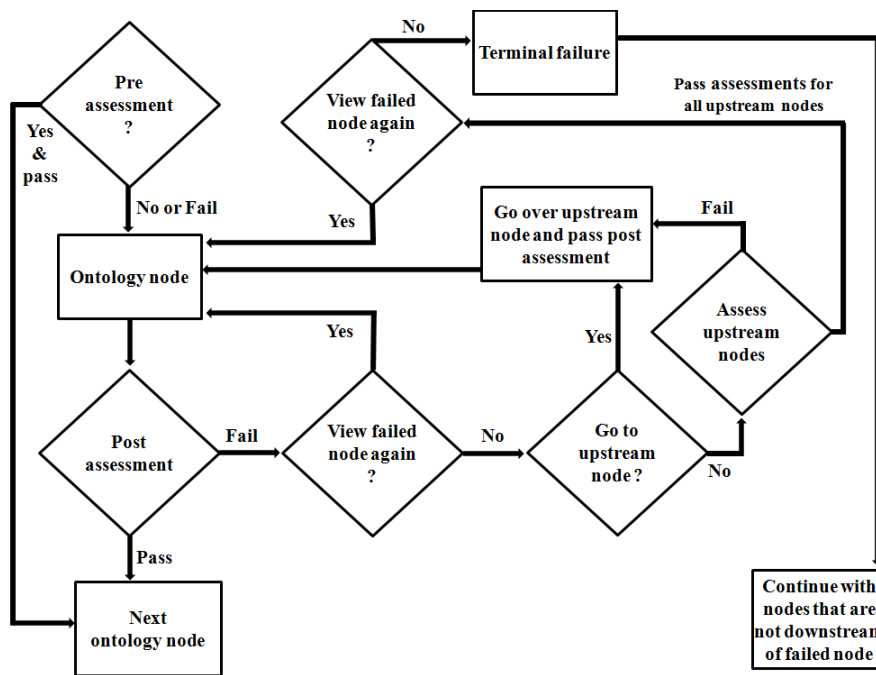 No
Terminal failure
Pre
assessment
?
View failed
node again
?
Pass assessments for
all upstream nodes
Yes
&
pass
No or Fail
Yes
Go over upstream
node and pass post
assessment
Fail
Ontology node
Yes
Yes
Assess
upstream
nodes
Post
assessment
Fail
View failed
node again
?
No
Go to
upstream
node ?
No
Pass
Next
ontology node
Continue with
nodes that are
not downstream
of failed node